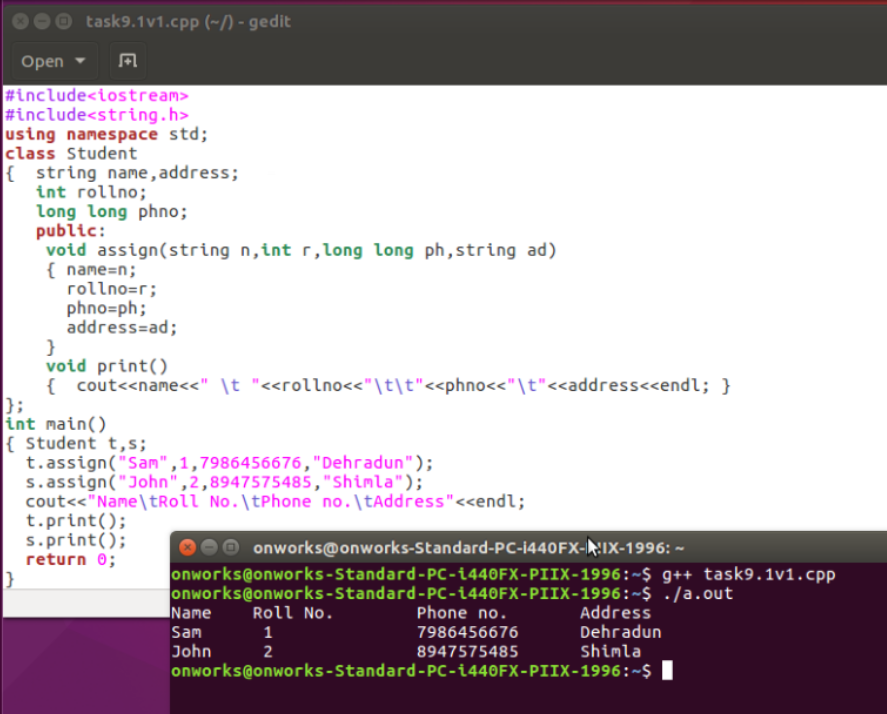 task9.1v1.cpp (~/) - gedit
Open
#include<iostream>
#include<string.h>
using namespace std;
class Student
{  string name,address;
   int rollno;
   long long phno;
   public:
    void assign(string n,int r,long long ph,string ad)
    { name=n;
      rollno=r;
      phno=ph;
      address=ad;
    }
    void print()
    {  cout<<name<<" \t "<<rollno<<"\t\t"<<phno<<"\t"<<address<<endl; }
};
int main()
{ Student t,s;
  t.assign("Sam",1,7986456676,"Dehradun");
  s.assign("John",2,8947575485,"Shimla");
  cout<<"Name\tRoll No.\tPhone no.\tAddress"<<endl;
  t.print();
  s.print();
  return 0;
}
onworks@onworks-Standard-PC-i440FX-PIIX-1996: ~
onworks@onworks-Standard-PC-i440FX-PIIX-1996:~$ g++ task9.1v1.cpp
onworks@onworks-Standard-PC-i440FX-PIIX-1996:~$ ./a.out
Name    Roll No.        Phone no.       Address
Sam      1              7986456676      Dehradun
John     2              8947575485      Shimla
onworks@onworks-Standard-PC-i440FX-PIIX-1996:~$